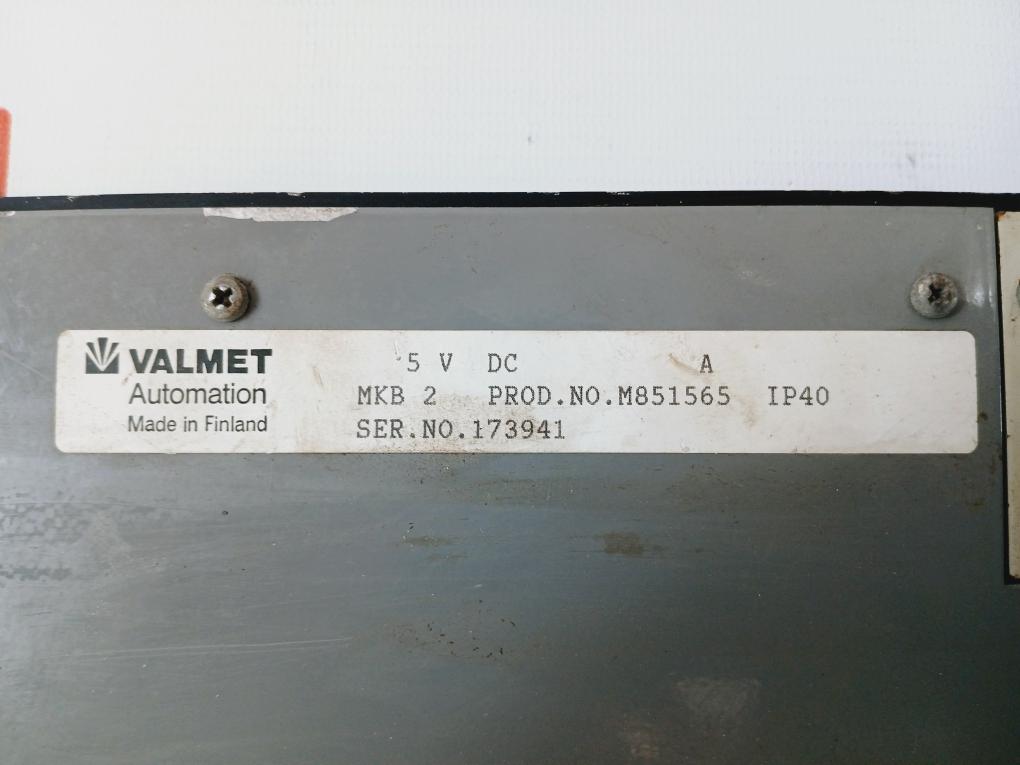 VALMET
Automation
Made in Finland
5 V DC A
MKB 2 PROD.NO.M851565 IP40
SER.NO.173941